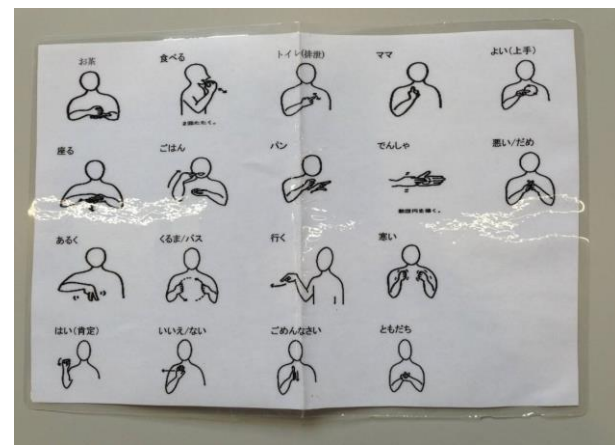 お茶
食べる
トイレ(排泄)
ママ
よい(上手)
座る
ごはん
パン
でんしゃ
悪い/だめ
あるく
くるま/バス
行く
寒い
はい(肯定)
いいえ/ない
ごめんなさい
ともだち